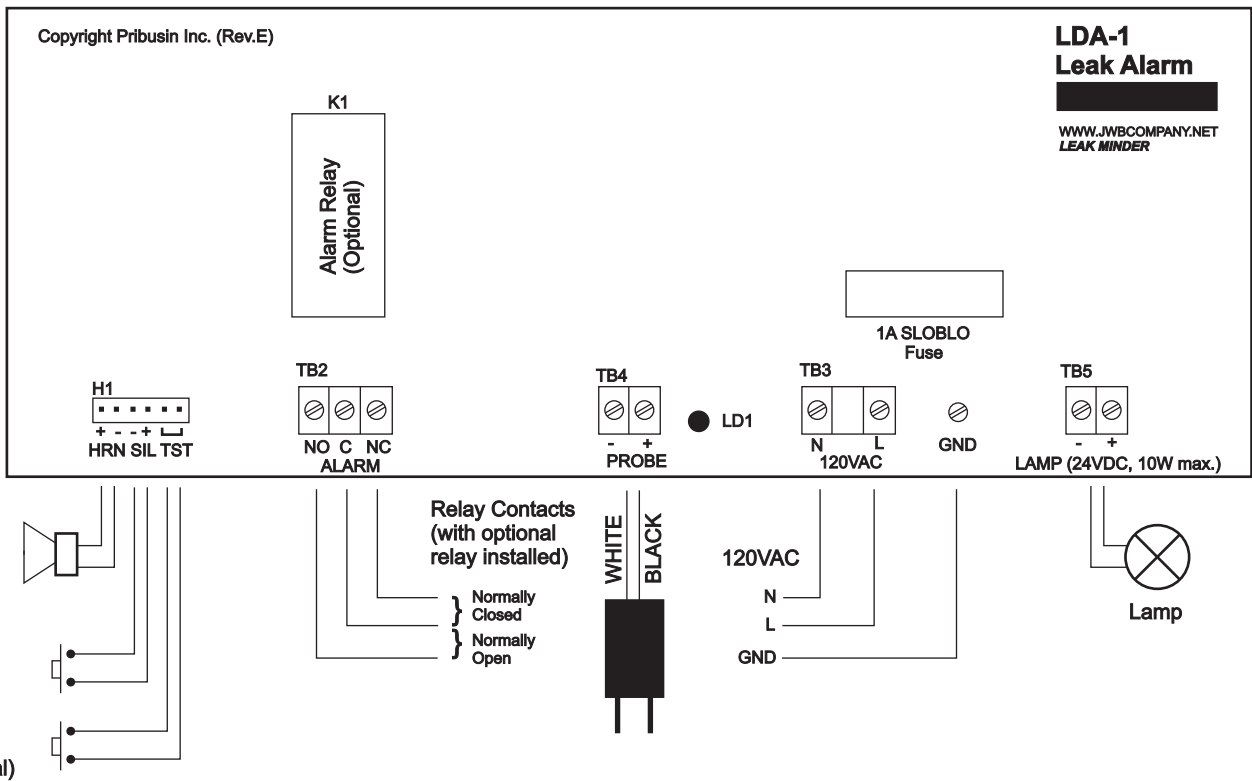 Copyright Pribusin Inc. (Rev.E)
LDA-1
Leak Alarm
WWW.JWBCOMPANY.NET
LEAK MINDER
K1
Alarm Relay
(Optional)
1A SLOBLO
Fuse
H1
+ - - +
HRN SIL TST
TB2
NO C NC
ALARM
TB4
- +
PROBE
LD1
TB3
N L
120VAC
GND
TB5
- +
LAMP (24VDC, 10W max.)
Relay Contacts
(with optional
relay installed)
} Normally
Closed
} Normally
Open
WHITE
BLACK
120VAC
N
L
GND
Lamp
al)